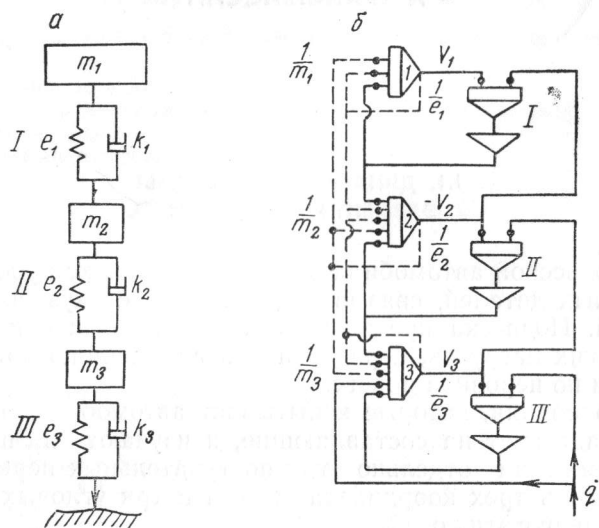 а
m₁
I e₁ k₁
m₂
II e₂ k₂
m₃
III e₃ k₃
б
1/m₁ 1 V₁ 1/e₁ I
1/m₂ 2 -V₂ 1/e₂ II
1/m₃ 3 V₃ 1/e₃ III
q̇